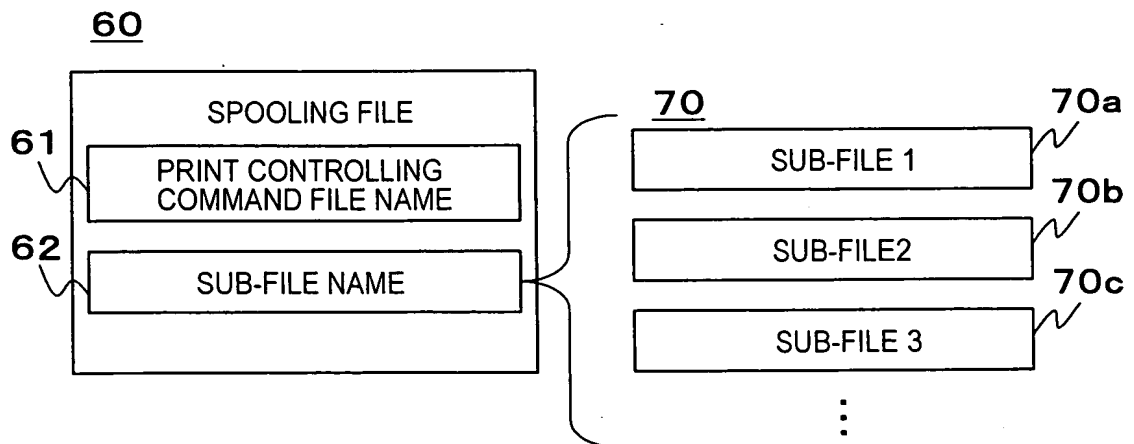 60
SPOOLING FILE
61
PRINT CONTROLLING
COMMAND FILE NAME
62
SUB-FILE NAME
70
70a
SUB-FILE 1
70b
SUB-FILE2
70c
SUB-FILE 3